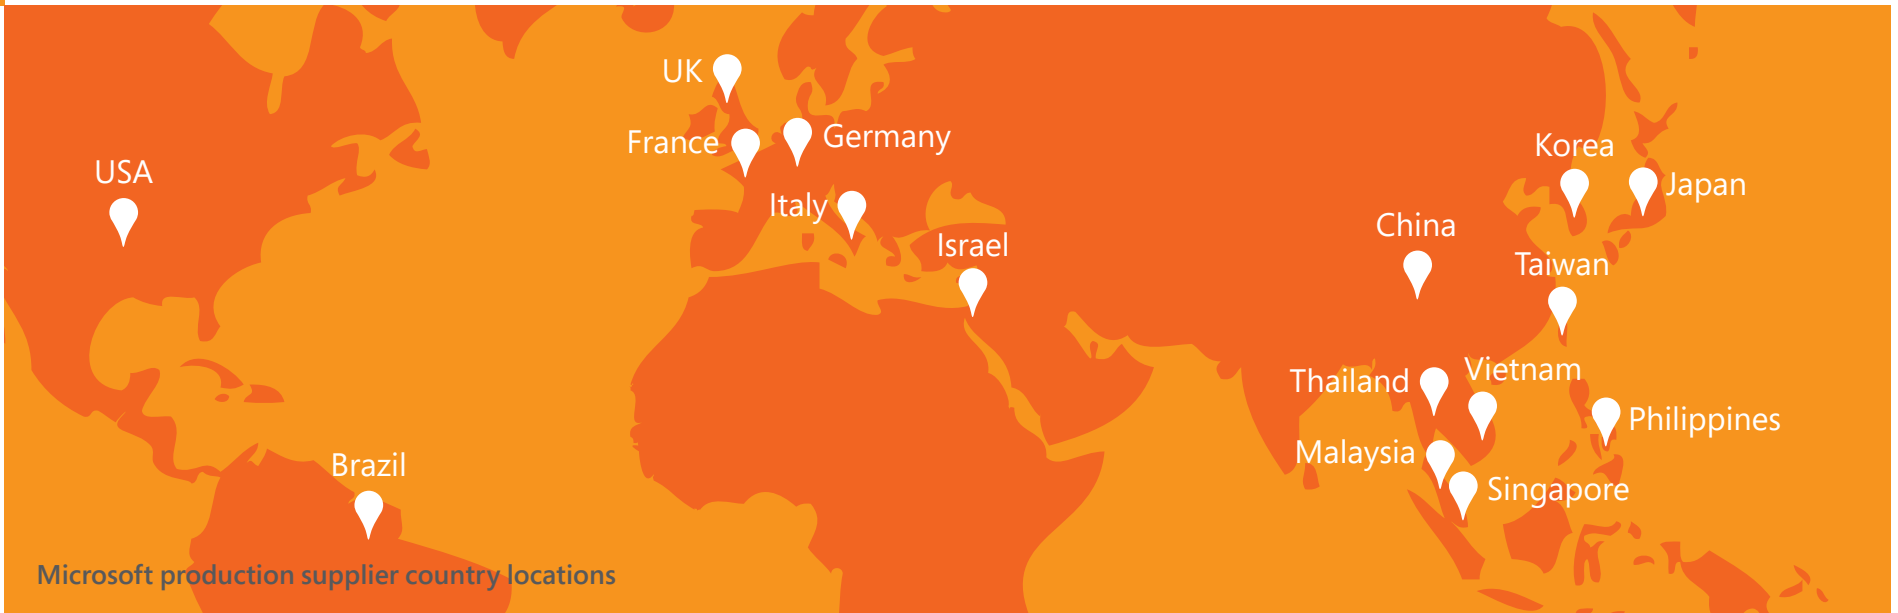 UK
France
Germany
Korea
USA
Japan
Italy
China
Israel
Taiwan
Vietnam
Thailand
Philippines
Malaysia
Brazil
Singapore
Microsoft production supplier country locations